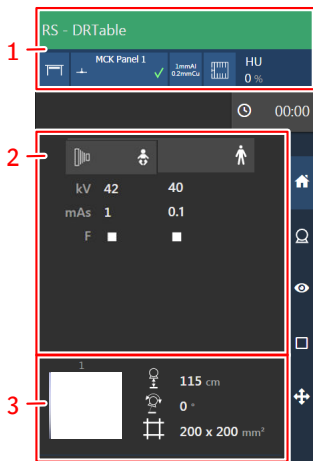 RS - DRTable
1
MCK Panel 1
1mmAl
0.2mmCu
HU
0 %
00:00
2
kV 42 40
mAs 1 0.1
F
1
3
115 cm
0 °
200 x 200 mm²